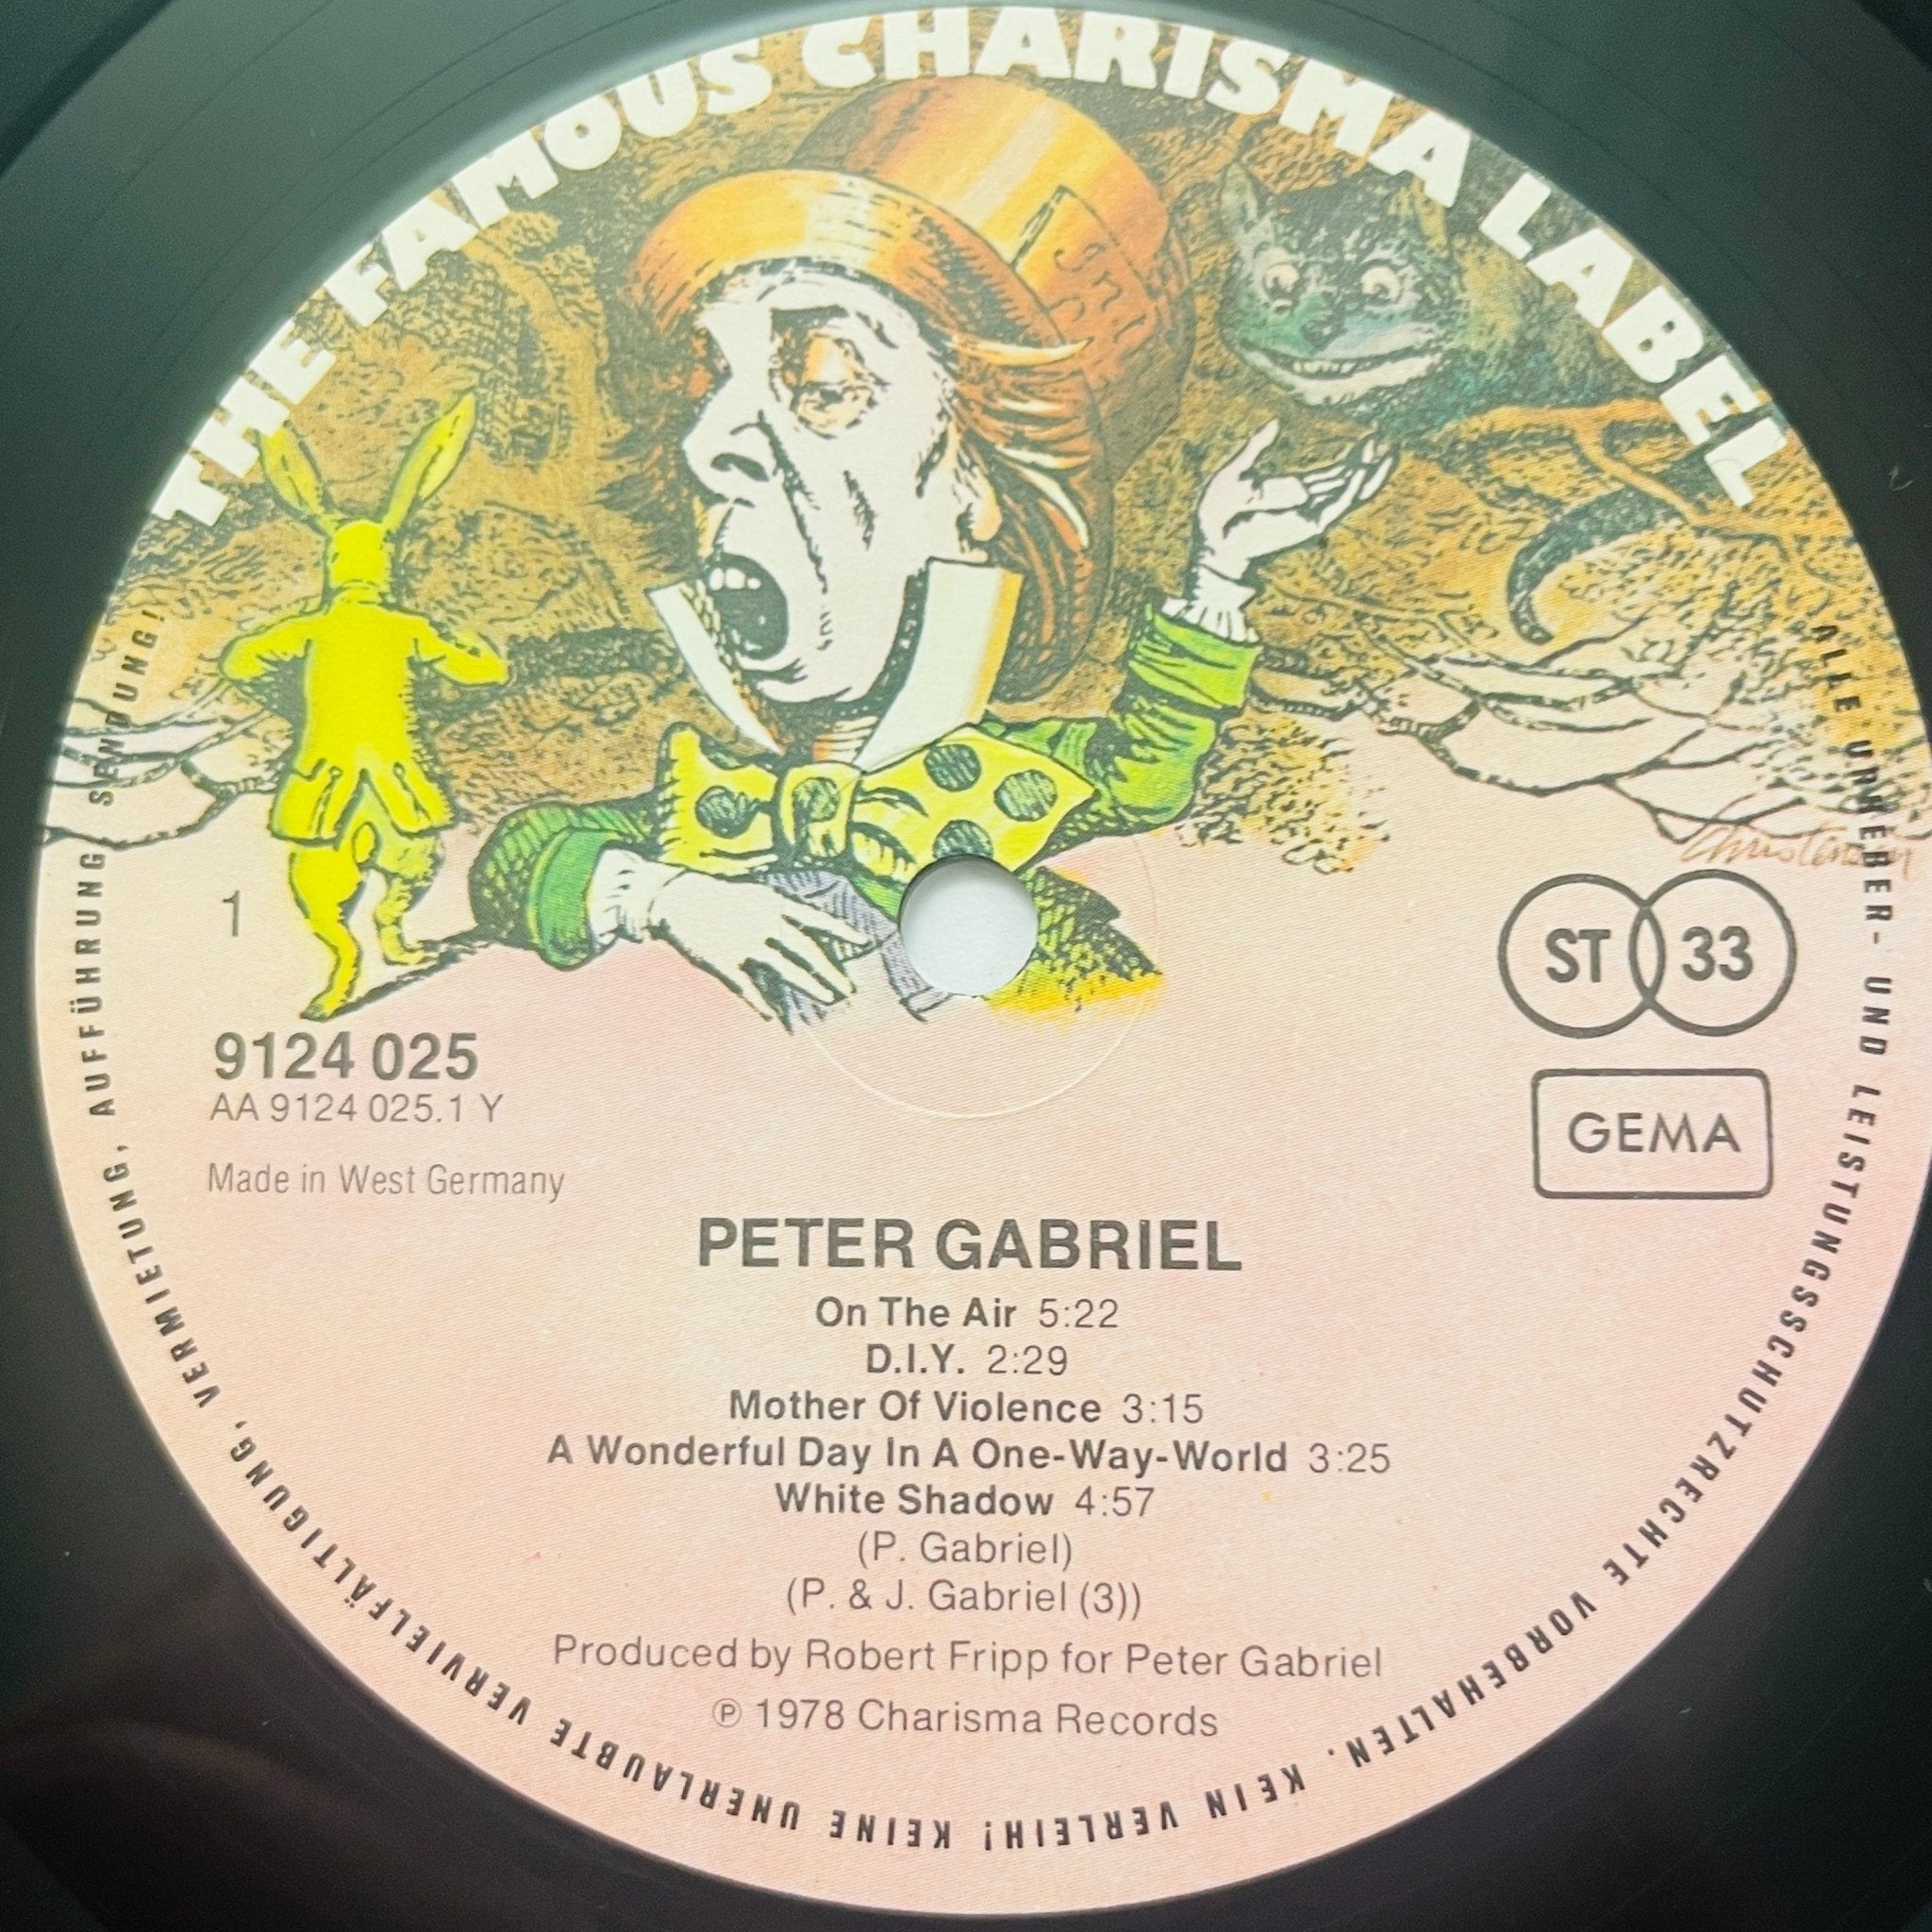 THE FAMOUS CHARISMA LABEL
1
ST 33
9124 025
AA 9124 025.1 Y
GEMA
Made in West Germany
PETER GABRIEL
On The Air 5:22
D.I.Y. 2:29
Mother Of Violence 3:15
A Wonderful Day In A One-Way-World 3:25
White Shadow 4:57
(P. Gabriel)
(P. & J. Gabriel (3))
Produced by Robert Fripp for Peter Gabriel
℗ 1978 Charisma Records
ALLE URHEBER- UND LEISTUNGSSCHUTZRECHTE VORBEHALTEN. KEIN VERLEIH! KEINE UNERLAUBTE VERVIELFÄLTIGUNG, VERMIETUNG, AUFFÜHRUNG SENDUNG!